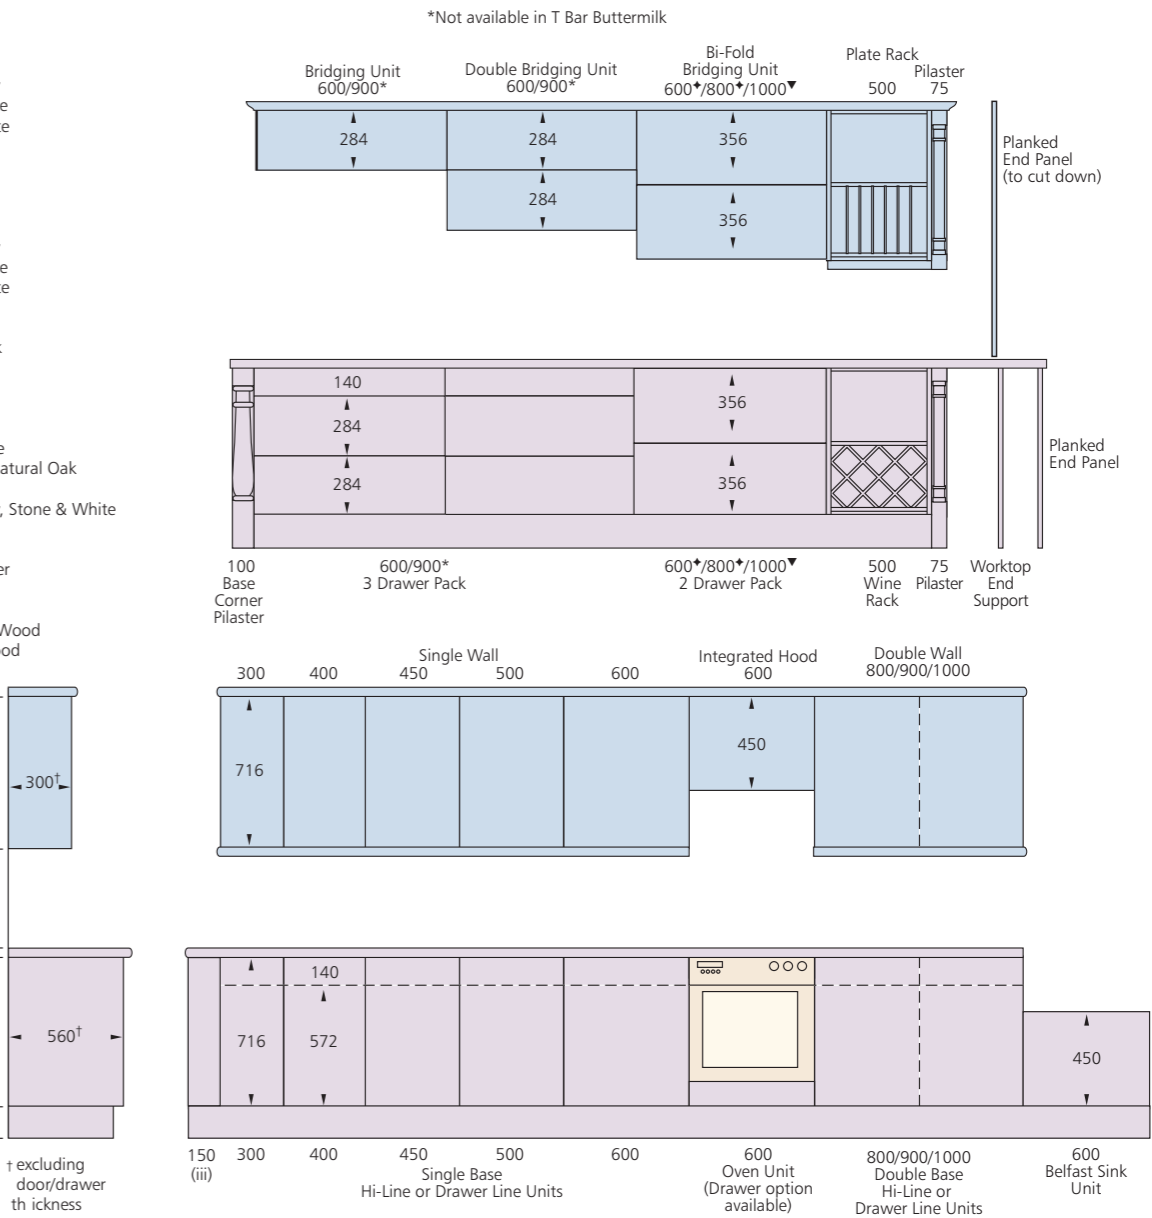 *Not available in T Bar Buttermilk
Bridging Unit
600/900*
Double Bridging Unit
600/900*
Bi-Fold
Bridging Unit
600✦/800✦/1000▼
Plate Rack
500
Pilaster
75
284
284
356
284
356
Planked
End Panel
(to cut down)
140
284
284
356
356
Planked
End Panel
100
Base
Corner
Pilaster
600/900*
3 Drawer Pack
600✦/800✦/1000▼
2 Drawer Pack
500
Wine
Rack
75
Pilaster
Worktop
End
Support
atural Oak
, Stone & White
Wood
Single Wall
300 400 450 500 600
Integrated Hood
600
Double Wall
800/900/1000
300†
716
450
560†
716
140
572
450
† excluding
door/drawer
th ickness
150
(iii)
300 400 450 500 600
Single Base
Hi-Line or Drawer Line Units
600
Oven Unit
(Drawer option
available)
800/900/1000
Double Base
Hi-Line or
Drawer Line Units
600
Belfast Sink
Unit